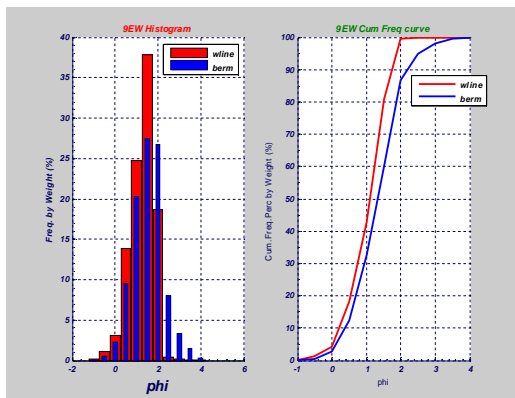 9EW Histogram
Freq. by Weight (%)
40
35
30
25
20
15
10
5
0
-2 0 2 4 6
phi
wline
berm
9EW Cum Freq curve
Cum.Freq.Perc by Weight (%)
100
90
80
70
60
50
40
30
20
10
0
-1 0 1 2 3 4
phi
wline
berm